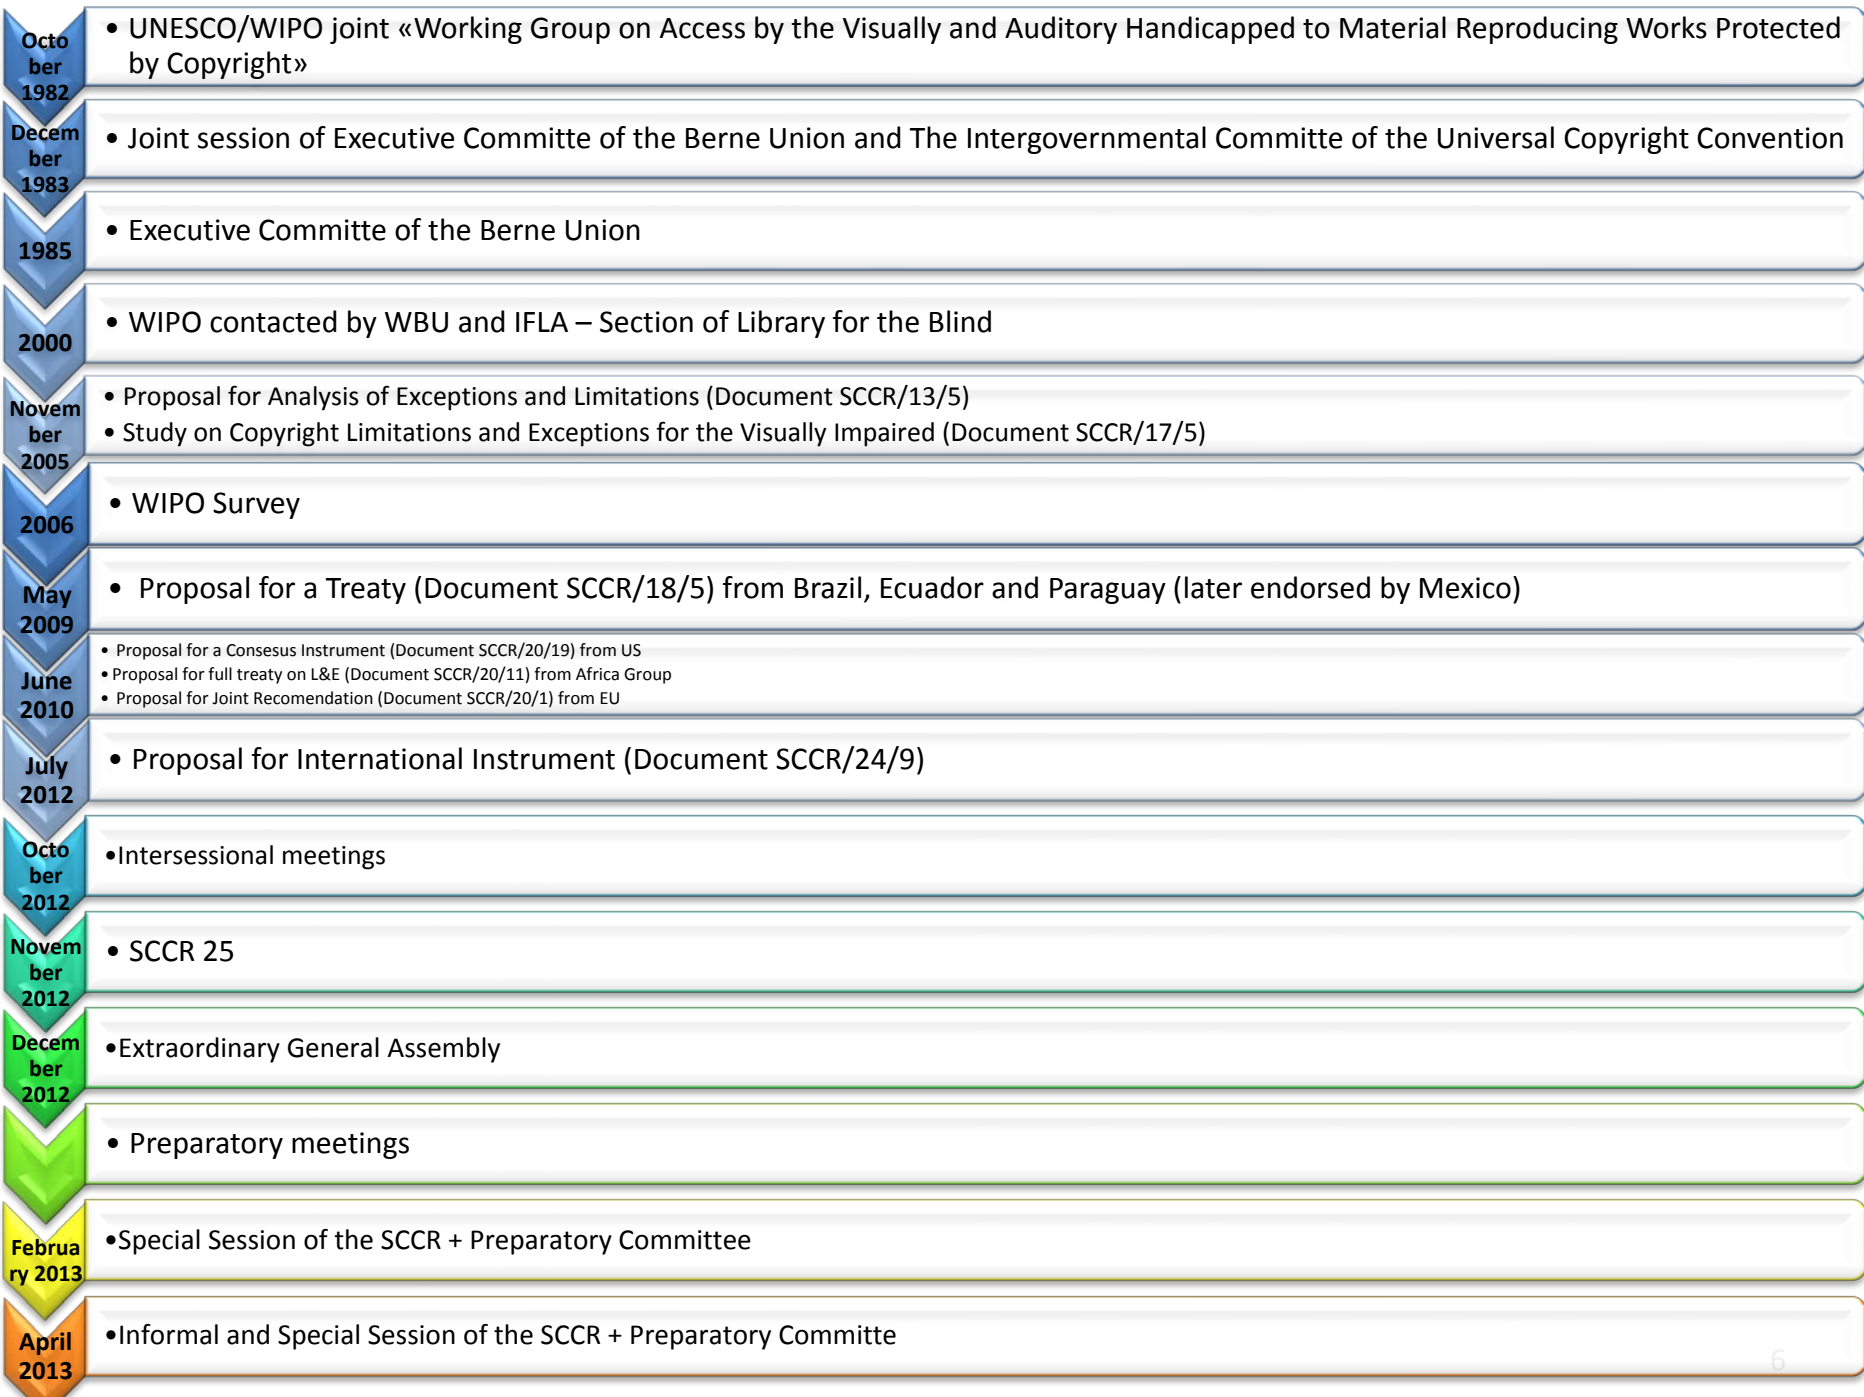 Octo
ber
1982
• UNESCO/WIPO joint «Working Group on Access by the Visually and Auditory Handicapped to Material Reproducing Works Protected
by Copyright»
Decem
ber
1983
• Joint session of Executive Committe of the Berne Union and The Intergovernmental Committe of the Universal Copyright Convention
1985
• Executive Committe of the Berne Union
2000
• WIPO contacted by WBU and IFLA – Section of Library for the Blind
Novem
ber
2005
• Proposal for Analysis of Exceptions and Limitations (Document SCCR/13/5)
• Study on Copyright Limitations and Exceptions for the Visually Impaired (Document SCCR/17/5)
2006
• WIPO Survey
May
2009
• Proposal for a Treaty (Document SCCR/18/5) from Brazil, Ecuador and Paraguay (later endorsed by Mexico)
June
2010
• Proposal for a Consesus Instrument (Document SCCR/20/19) from US
• Proposal for full treaty on L&E (Document SCCR/20/11) from Africa Group
• Proposal for Joint Recomendation (Document SCCR/20/1) from EU
July
2012
• Proposal for International Instrument (Document SCCR/24/9)
Octo
ber
2012
•Intersessional meetings
Novem
ber
2012
• SCCR 25
Decem
ber
2012
•Extraordinary General Assembly
• Preparatory meetings
Februa
ry 2013
•Special Session of the SCCR + Preparatory Committee
April
2013
•Informal and Special Session of the SCCR + Preparatory Committe
6